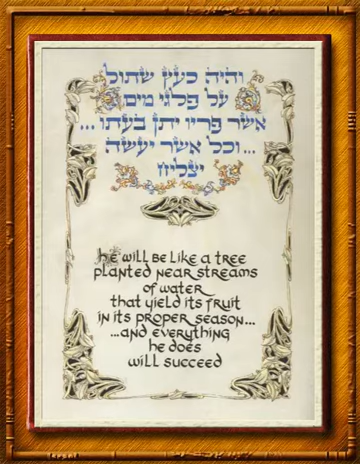 והיה כעץ שתול
על פלגי מים
אשר פריו יתן בעתו...
...וכל אשר יעשה
יצליח
he will be like a tree
planted near streams
of water
that yield its fruit
in its proper season...
...and everything
he does
will succeed